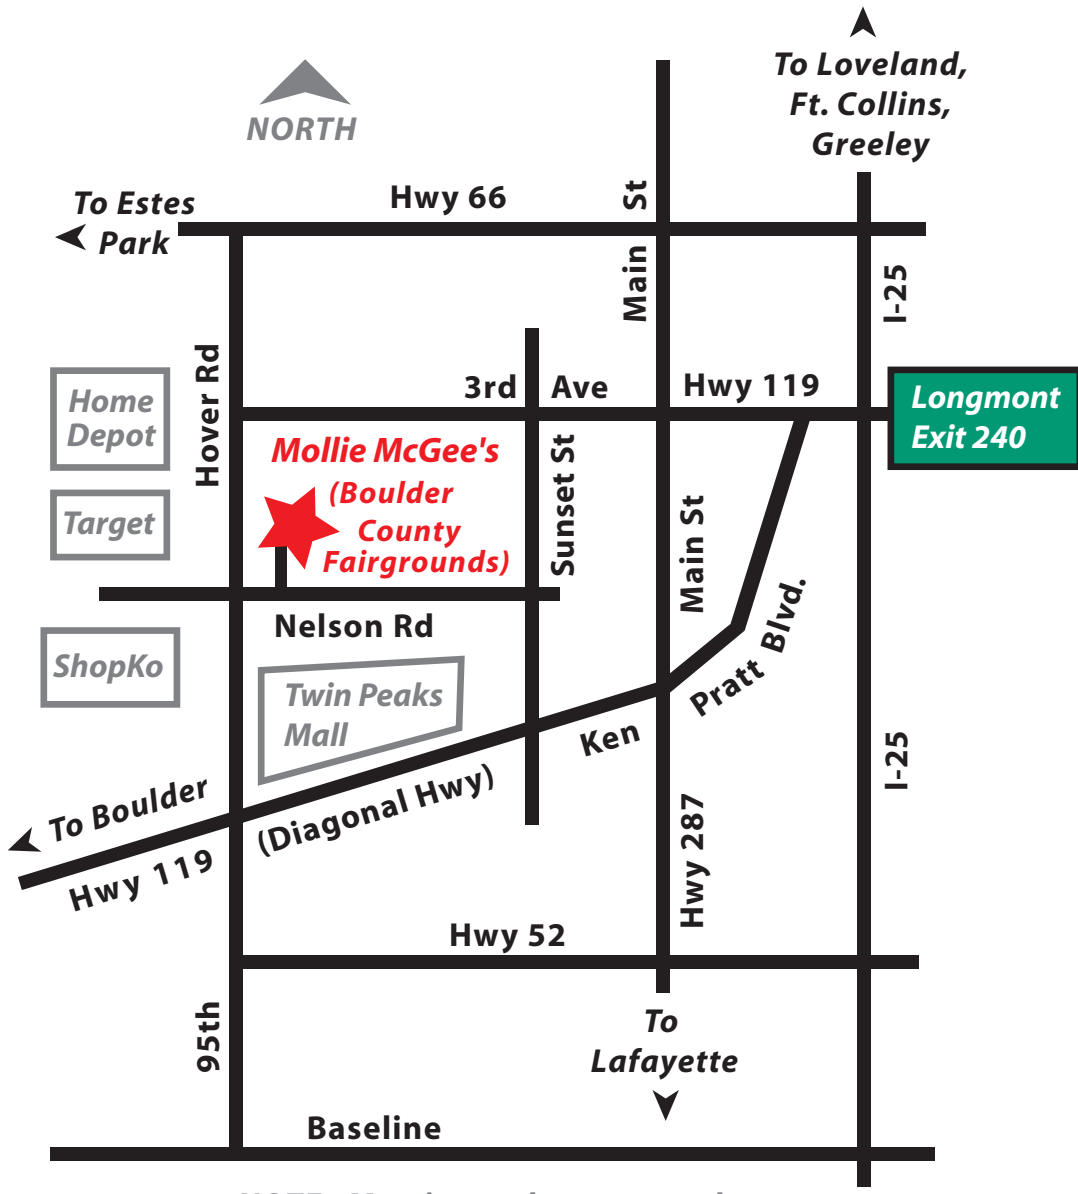 To Loveland,
Ft. Collins,
Greeley
NORTH
To Estes
Park
Hwy 66
Main St
I-25
Hover Rd
3rd Ave
Hwy 119
Longmont
Exit 240
Home
Depot
Target
Mollie McGee's
(Boulder
County
Fairgrounds)
Sunset St
Main St
Nelson Rd
ShopKo
Twin Peaks
Mall
Ken Pratt Blvd.
I-25
To Boulder
Hwy 119
(Diagonal Hwy)
Hwy 287
Hwy 52
95th
To
Lafayette
Baseline